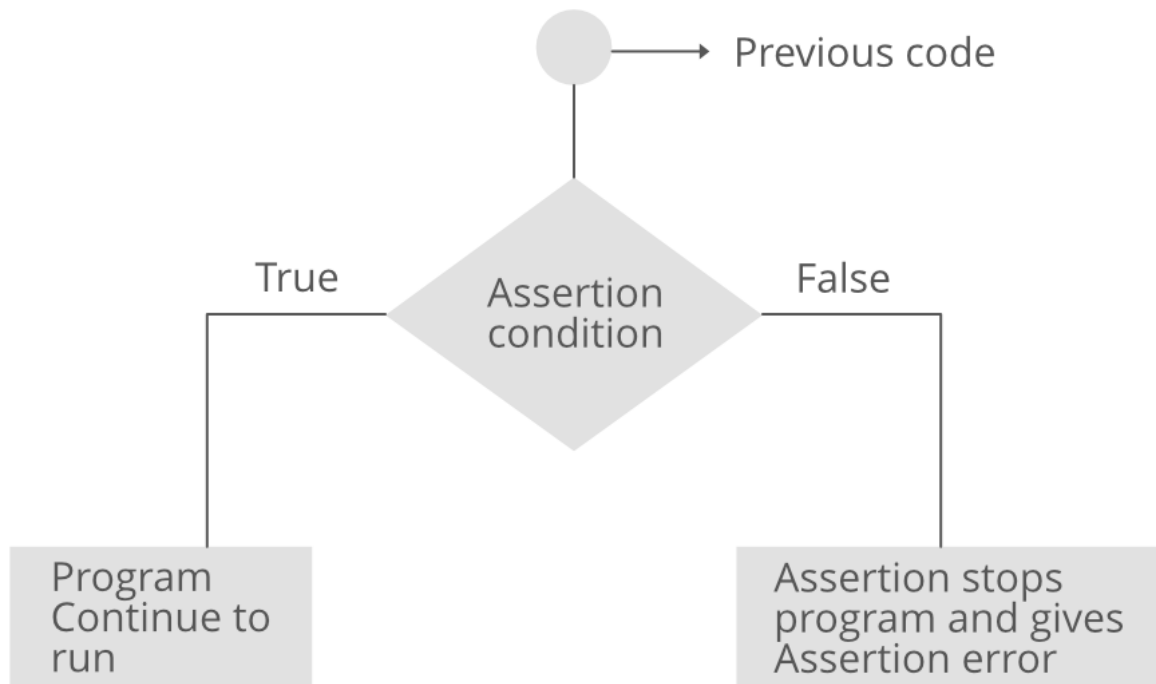 Previous code
True
False
Assertion
condition
Program
Continue to
run
Assertion stops
program and gives
Assertion error